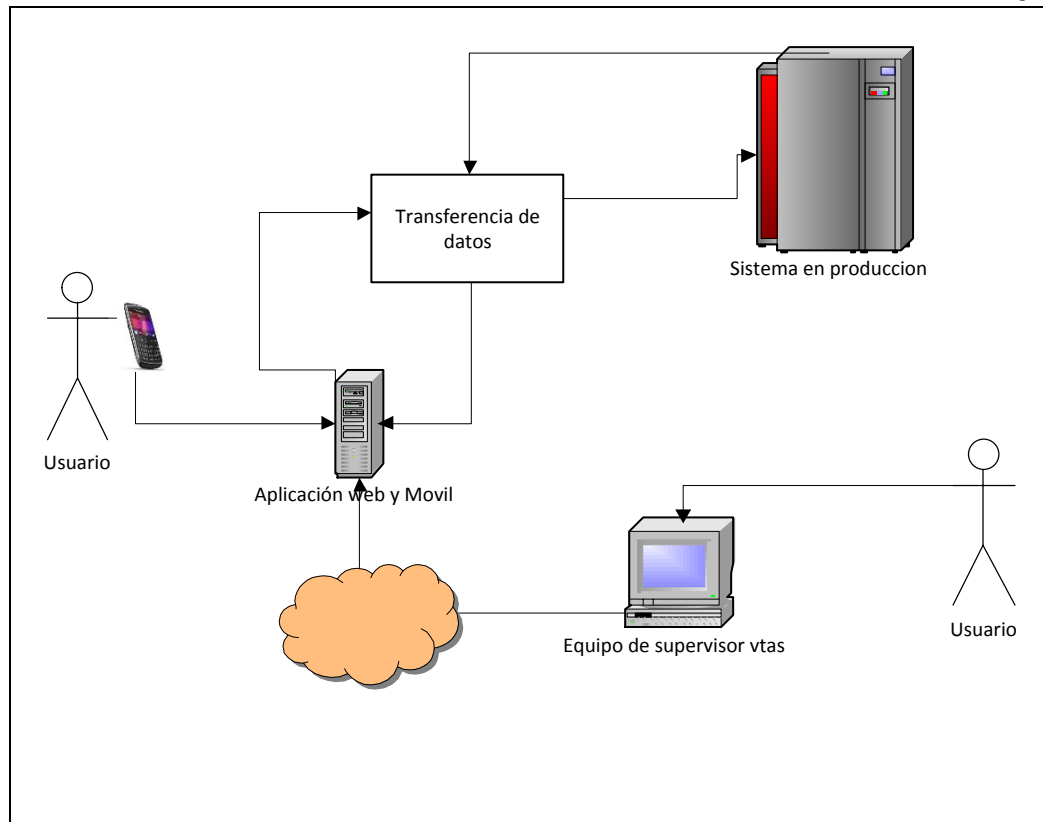 Transferencia de
datos
Sistema en produccion
Usuario
Aplicación web y Movil
Equipo de supervisor vtas
Usuario